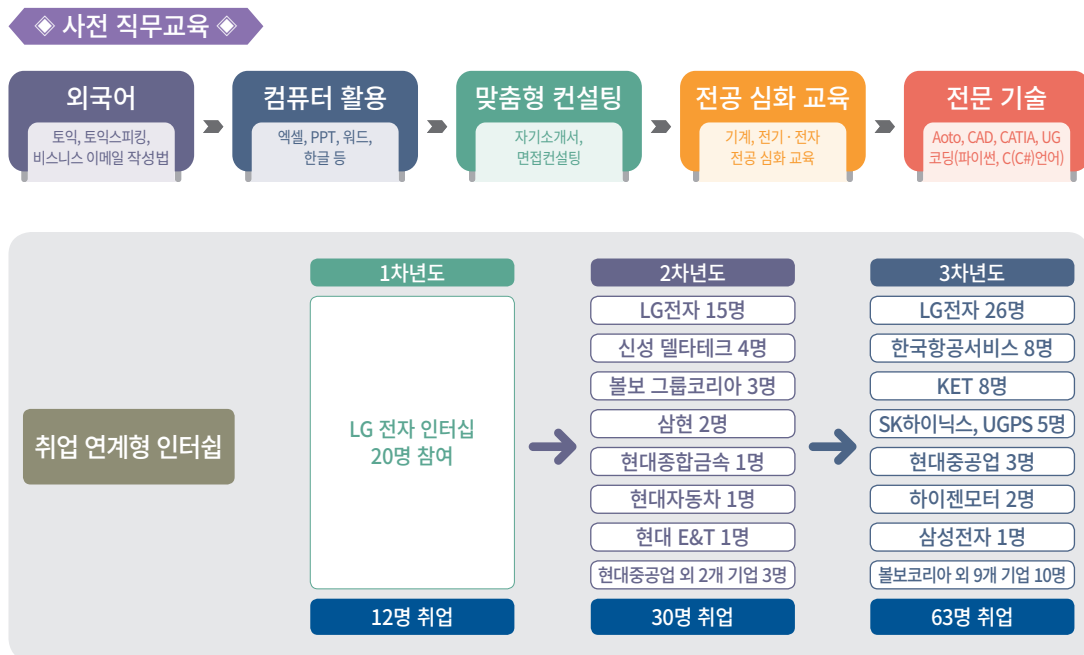 ◈ 사전 직무교육 ◈
외국어
토익, 토익스피킹,
비스니스 이메일 작성법
컴퓨터 활용
엑셀, PPT, 워드,
한글 등
맞춤형 컨설팅
자기소개서,
면접컨설팅
전공 심화 교육
기계, 전기 · 전자
전공 심화 교육
전문 기술
Aoto, CAD, CATIA, UG
코딩(파이썬, C(C#)언어)
취업 연계형 인터쉽
1차년도
LG 전자 인터십
20명 참여
12명 취업
2차년도
LG전자 15명
신성 델타테크 4명
볼보 그룹코리아 3명
삼현 2명
현대종합금속 1명
현대자동차 1명
현대 E&T 1명
현대중공업 외 2개 기업 3명
30명 취업
3차년도
LG전자 26명
한국항공서비스 8명
KET 8명
SK하이닉스, UGPS 5명
현대중공업 3명
하이젠모터 2명
삼성전자 1명
볼보코리아 외 9개 기업 10명
63명 취업